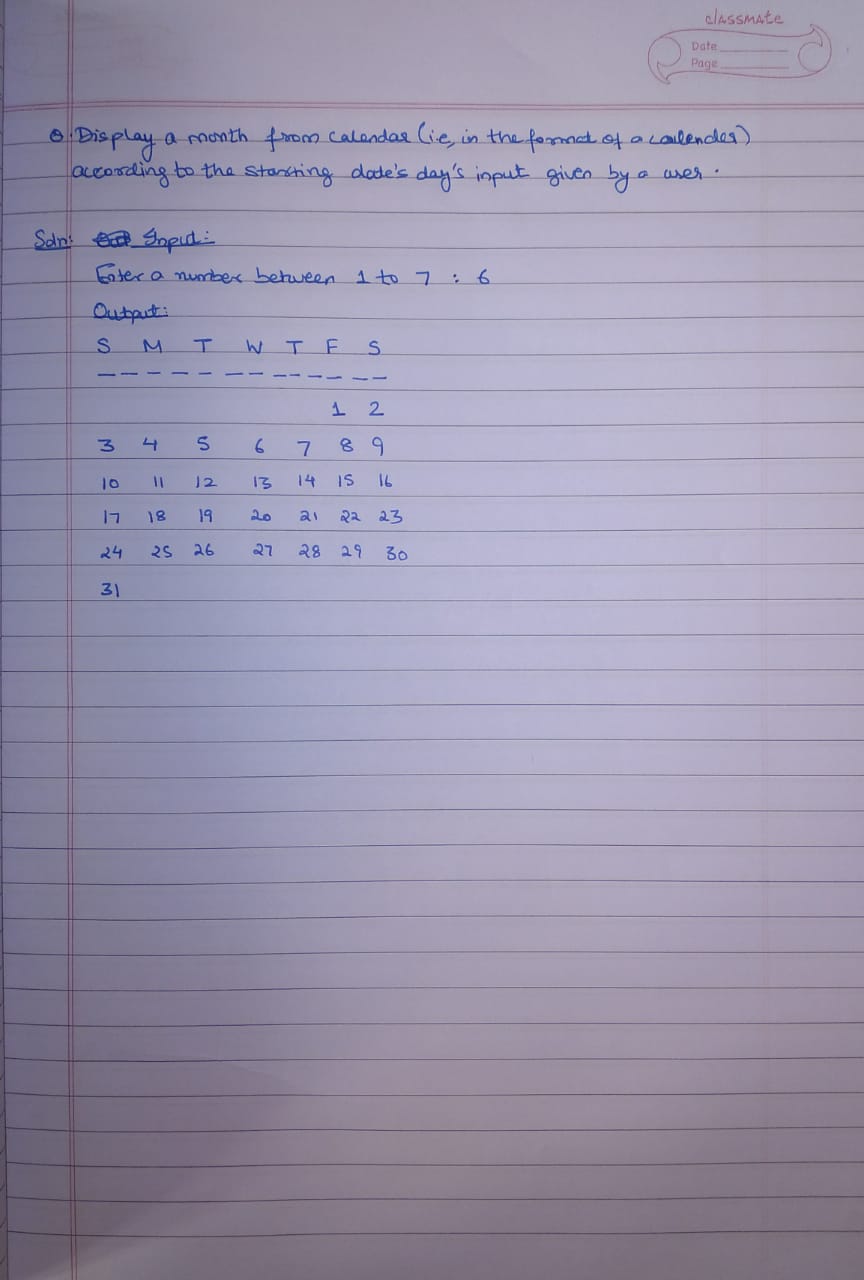 classmate
Date
Page
Q. Display a month from calendar (i.e, in the format of a calender)
according to the starting date's day's input given by a user.
Soln: Input:
Enter a number between 1 to 7 : 6
Output:
S M T W T F S
1 2
3 4 5 6 7 8 9
10 11 12 13 14 15 16
17 18 19 20 21 22 23
24 25 26 27 28 29 30
31